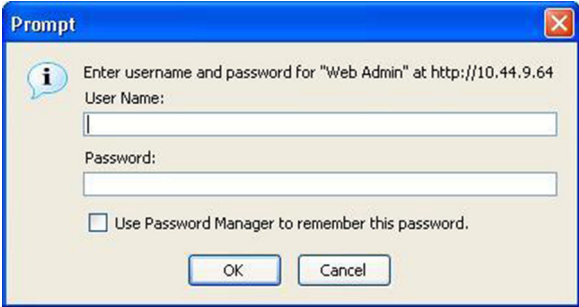 Prompt
Enter username and password for "Web Admin" at http://10.44.9.64
User Name:
Password:
Use Password Manager to remember this password.
OK Cancel